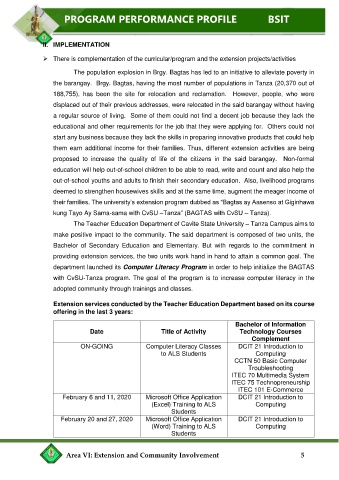 PROGRAM PERFORMANCE PROFILE BSIT
II. IMPLEMENTATION
➢ There is complementation of the curricular/program and the extension projects/activities
The population explosion in Brgy. Bagtas has led to an initiative to alleviate poverty in
the barangay. Brgy. Bagtas, having the most number of populations in Tanza (20,370 out of
188,755), has been the site for relocation and reclamation. However, people, who were
displaced out of their previous addresses, were relocated in the said barangay without having
a regular source of living. Some of them could not find a decent job because they lack the
educational and other requirements for the job that they were applying for. Others could not
start any business because they lack the skills in preparing innovative products that could help
them earn additional income for their families. Thus, different extension activities are being
proposed to increase the quality of life of the citizens in the said barangay. Non-formal
education will help out-of-school children to be able to read, write and count and also help the
out-of-school youths and adults to finish their secondary education. Also, livelihood programs
deemed to strengthen housewives skills and at the same time, augment the meager income of
their families. The university's extension program dubbed as "Bagtas ay Assenso at Giginhawa
kung Tayo Ay Sama-sama with CvSU –Tanza" (BAGTAS with CvSU – Tanza).
The Teacher Education Department of Cavite State University – Tanza Campus aims to
make positive impact to the community. The said department is composed of two units, the
Bachelor of Secondary Education and Elementary. But with regards to the commitment in
providing extension services, the two units work hand in hand to attain a common goal. The
department launched its Computer Literacy Program in order to help initialize the BAGTAS
with CvSU-Tanza program. The goal of the program is to increase computer literacy in the
adopted community through trainings and classes.
Extension services conducted by the Teacher Education Department based on its course
offering in the last 3 years:
Date Title of Activity Bachelor of Information
Technology Courses
Complement
ON-GOING Computer Literacy Classes DCIT 21 Introduction to
to ALS Students Computing
CCTN 50 Basic Computer
Troubleshooting
ITEC 70 Multimedia System
ITEC 75 Technopreneurship
ITEC 101 E-Commerce
February 6 and 11, 2020 Microsoft Office Application DCIT 21 Introduction to
(Excel) Training to ALS Computing
Students
February 20 and 27, 2020 Microsoft Office Application DCIT 21 Introduction to
(Word) Training to ALS Computing
Students
Area VI: Extension and Community Involvement 5